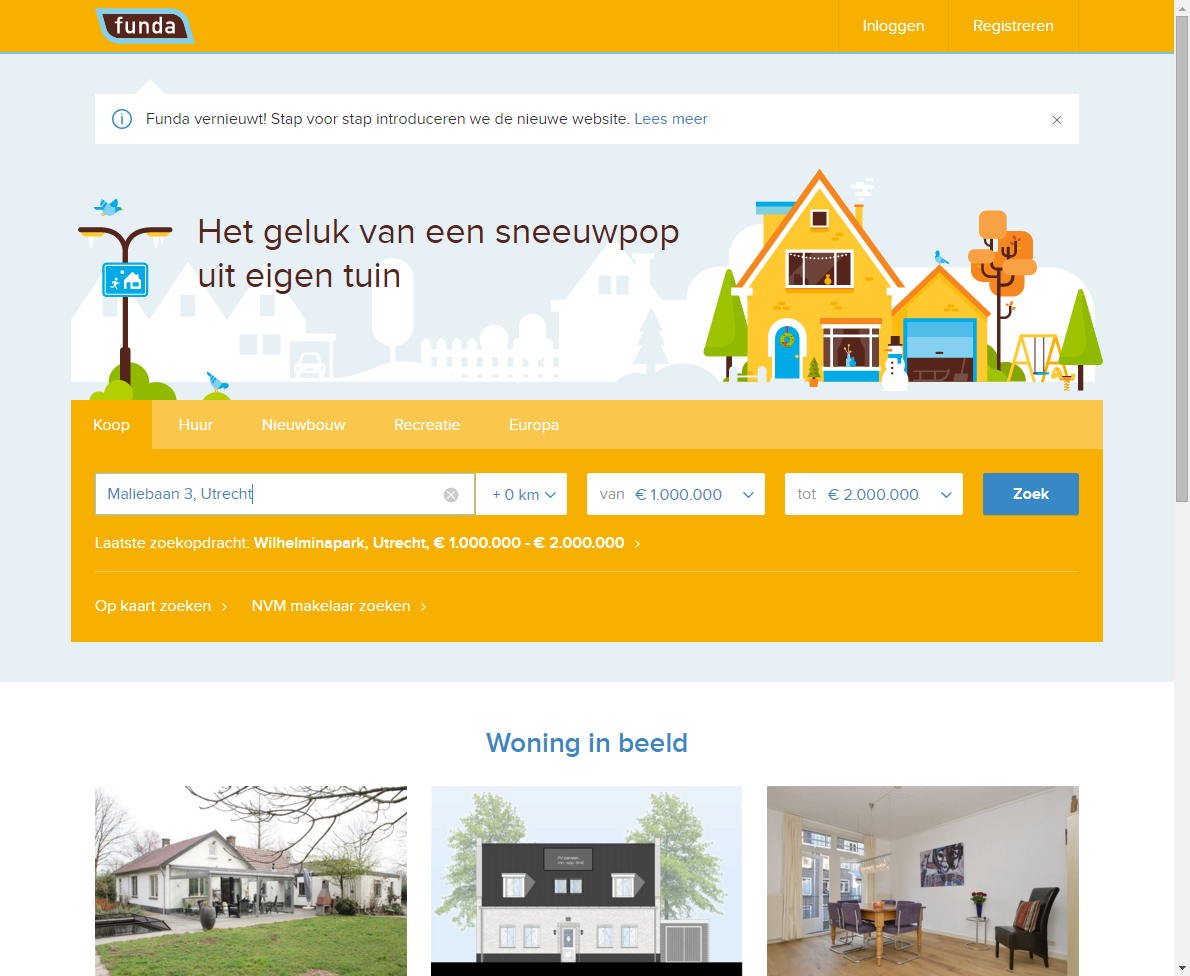 funda
Inloggen
Registreren
Funda vernieuwt! Stap voor stap introduceren we de nieuwe website. Lees meer
Het geluk van een sneeuwpop
uit eigen tuin
Koop
Huur
Nieuwbouw
Recreatie
Europa
Maliebaan 3, Utrecht
+ 0 km
van € 1.000.000
tot € 2.000.000
Zoek
Laatste zoekopdracht: Wilhelminapark, Utrecht, € 1.000.000 - € 2.000.000
Op kaart zoeken
NVM makelaar zoeken
Woning in beeld